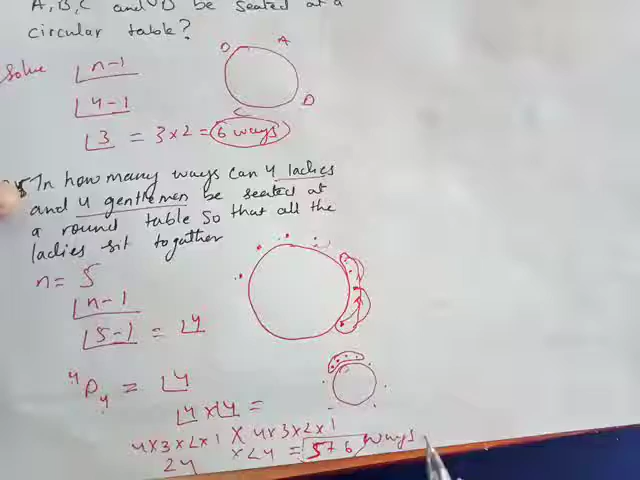 A, B, C and D be seated at a
circular table?
Solve
∟n-1
∟4-1
∟3 = 3×2 = 6 ways
A
D
In how many ways can 4 ladies
and 4 gentlemen be seated at
a round table so that all the
ladies sit together
n = 5
∟n-1
∟5-1 = ∟4
⁴P₄ = ∟4
∟4 × ∟4 =
4×3×2×1 × 4×3×2×1
24 × 24 = 576 ways